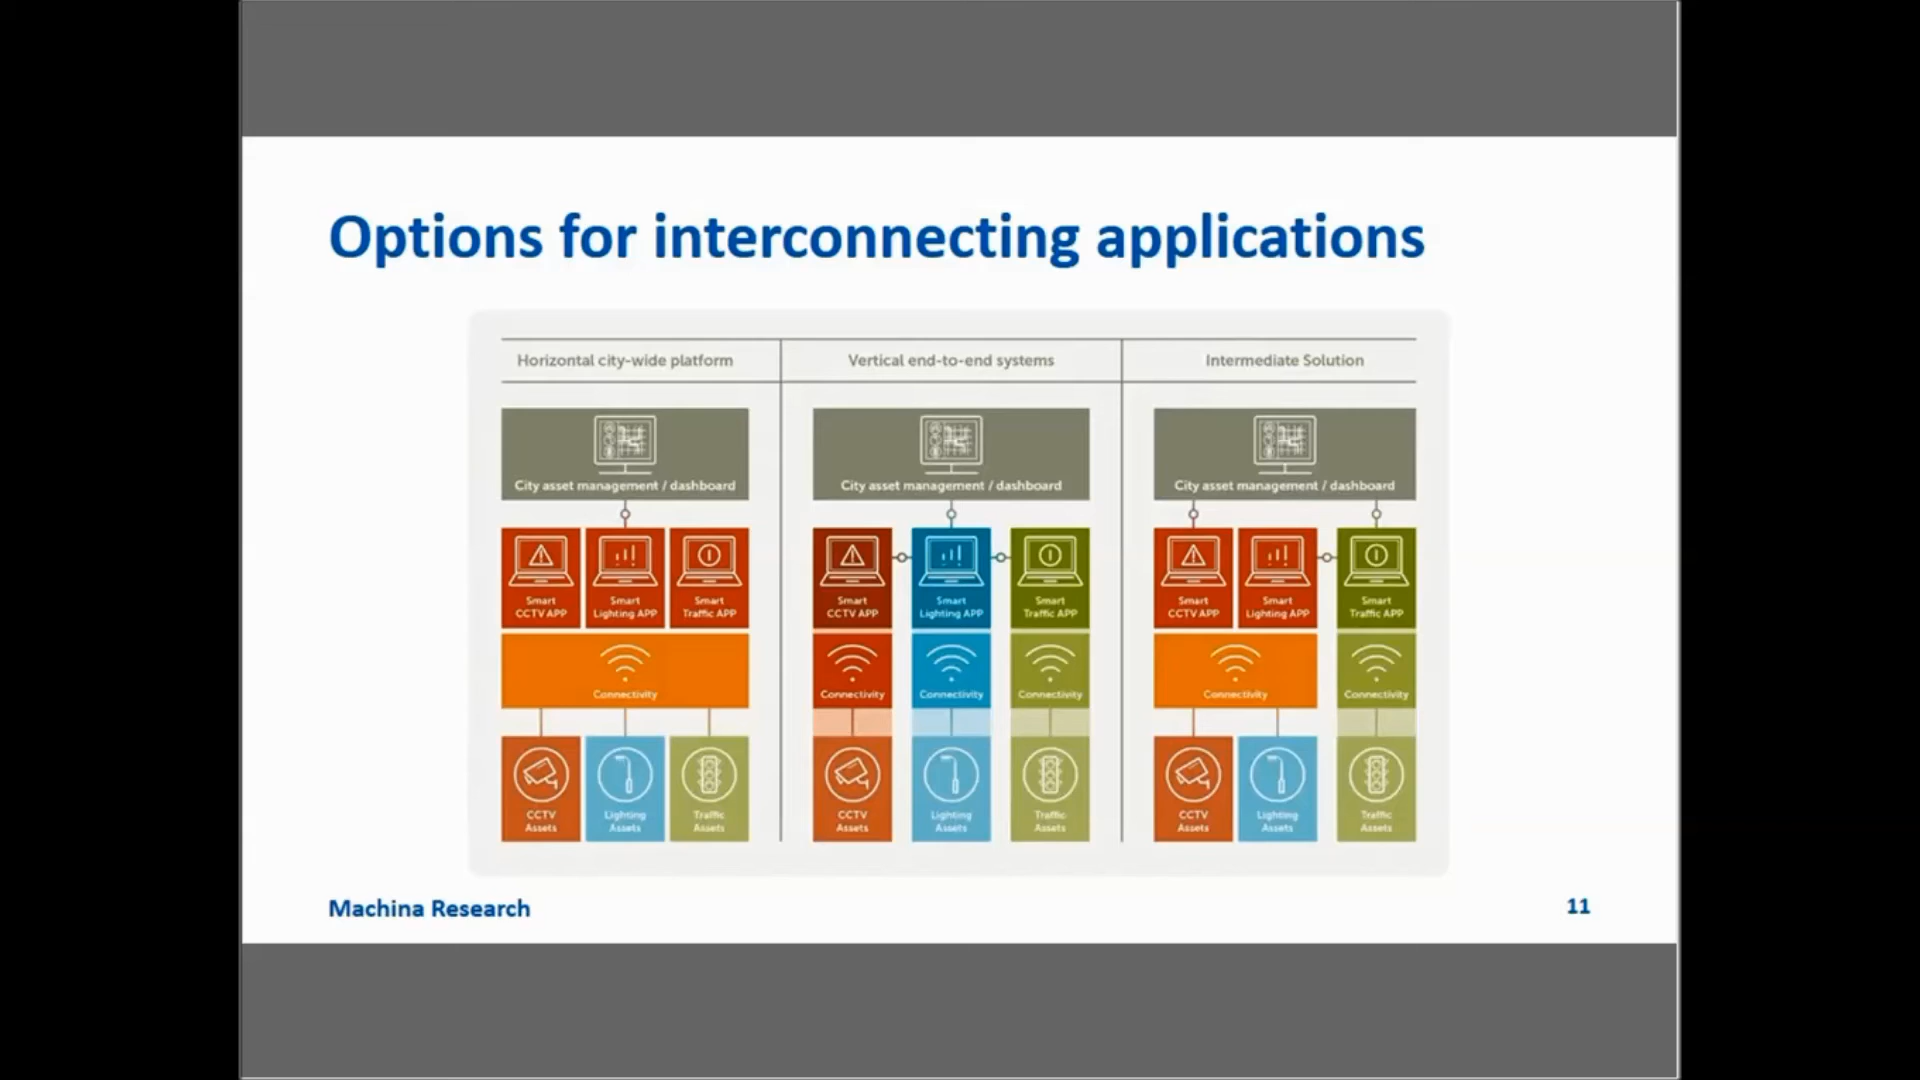 Options for interconnecting applications
Horizontal city-wide platform
Vertical end-to-end systems
Intermediate Solution
City asset management / dashboard
City asset management / dashboard
City asset management / dashboard
Smart
CCTV APP
Smart
Lighting APP
Smart
Traffic APP
Smart
CCTV APP
Smart
Lighting APP
Smart
Traffic APP
Smart
CCTV APP
Smart
Lighting APP
Smart
Traffic APP
Connectivity
Connectivity
Connectivity
Connectivity
Connectivity
Connectivity
CCTV
Assets
Lighting
Assets
Traffic
Assets
CCTV
Assets
Lighting
Assets
Traffic
Assets
CCTV
Assets
Lighting
Assets
Traffic
Assets
Machina Research
11